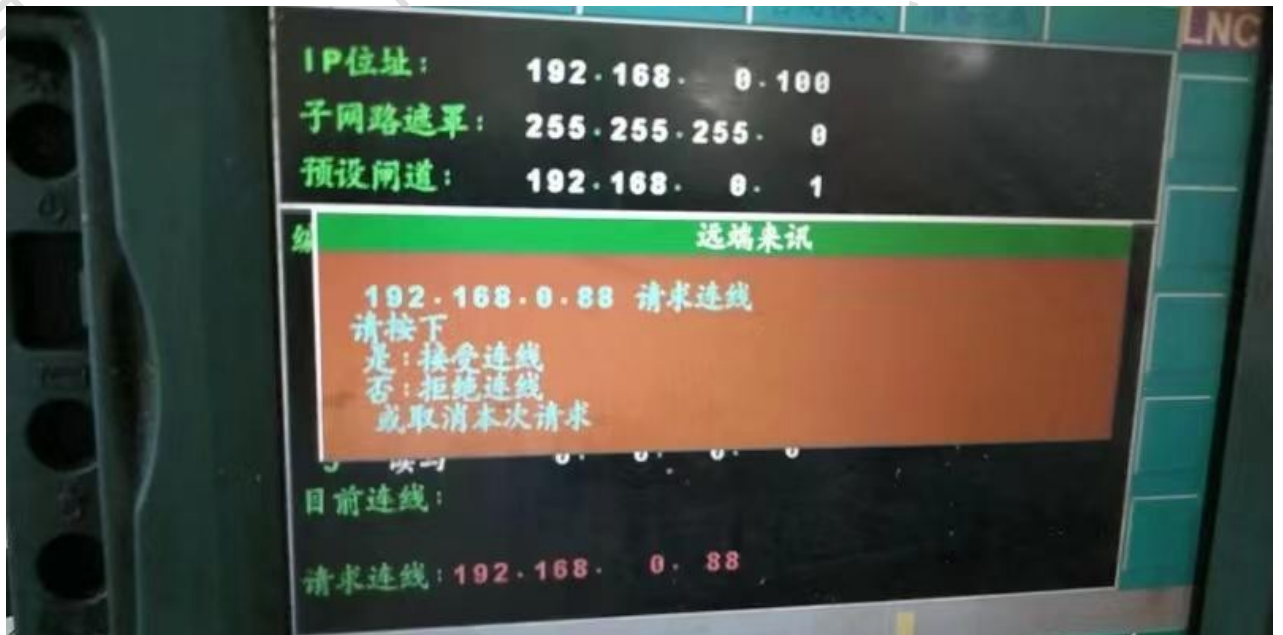 LNC
IP位址： 192.168. 0.100
子网路遮罩： 255.255.255. 0
预设闸道： 192.168. 0. 1
远端来讯
192.168.0.88 请求连线
请按下
是：接受连线
否：拒绝连线
或取消本次请求
目前连线：
请求连线：192.168. 0. 88